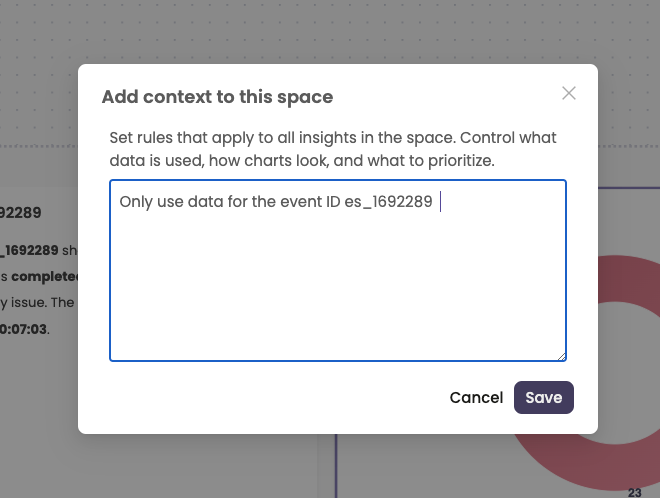 Add context to this space
Set rules that apply to all insights in the space. Control what
data is used, how charts look, and what to prioritize.
Only use data for the event ID es_1692289
Cancel
Save
92289
_1692289 sh
s complete
y issue. The
0:07:03.
23